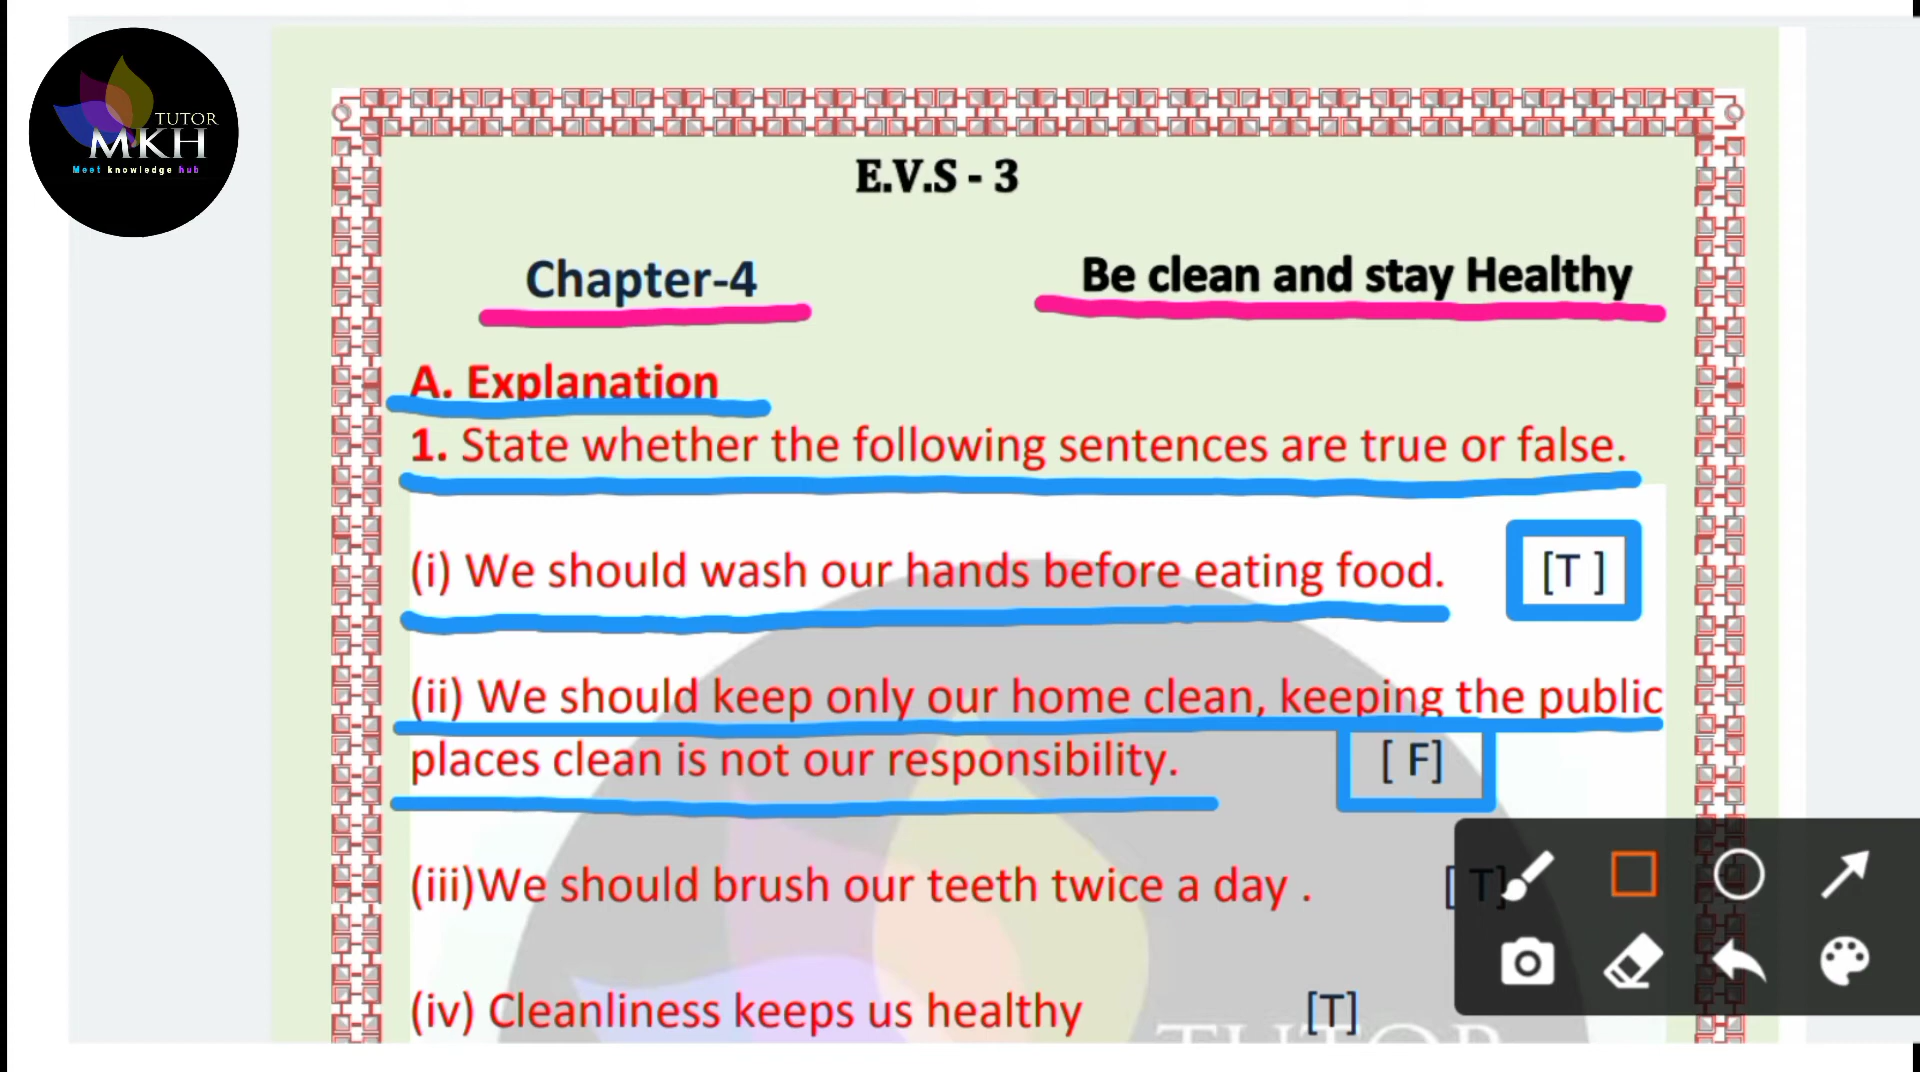 TUTOR
MKH
Meet knowledge hub
E.V.S - 3
Chapter-4 Be clean and stay Healthy
A. Explanation
1. State whether the following sentences are true or false.
(i) We should wash our hands before eating food. [T ]
(ii) We should keep only our home clean, keeping the public
places clean is not our responsibility. [ F]
(iii)We should brush our teeth twice a day . [ T]
(iv) Cleanliness keeps us healthy [T]
TUTOR